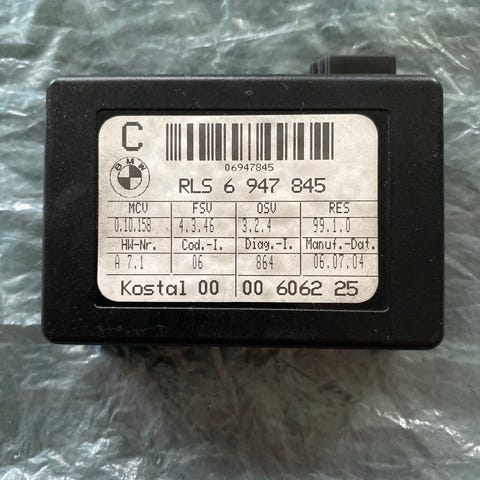 C
06947845
BMW
RLS 6 947 845
MCV FSV OSV RES
0.10.158 4.3.46 3.2.4 99.1.0
HW-Nr. Cod.-I. Diag.-I. Manuf.-Dat.
A 7.1 06 864 06.07.04
Kostal 00 00 6062 25